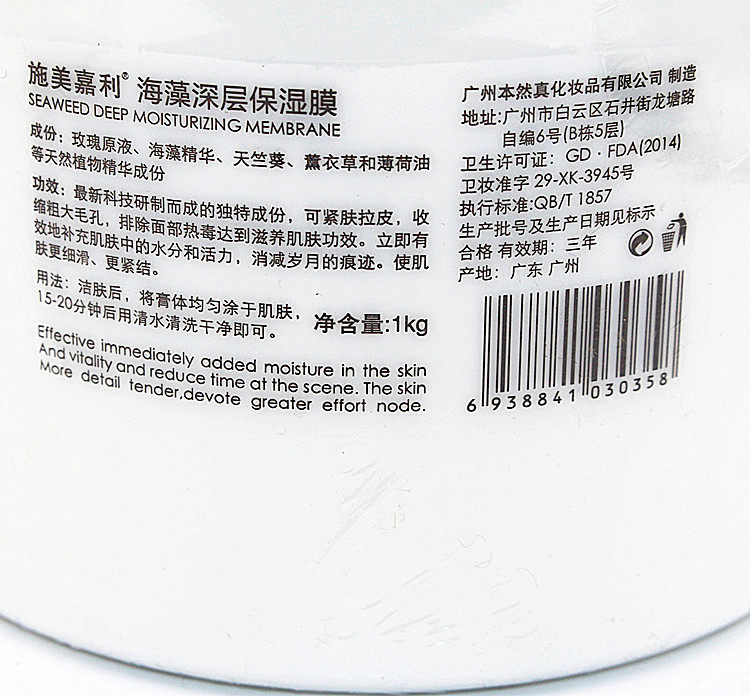 施美嘉利® 海藻深层保湿膜
SEAWEED DEEP MOISTURIZING MEMBRANE
成份：玫瑰原液、海藻精华、天竺葵、薰衣草和薄荷油
等天然植物精华成份
功效：最新科技研制而成的独特成份，可紧肤拉皮，收
缩粗大毛孔，排除面部热毒达到滋养肌肤功效。立即有
效地补充肌肤中的水分和活力，消减岁月的痕迹。使肌
肤更细滑、更紧结。
用法：洁肤后，将膏体均匀涂于肌肤，
15-20分钟后用清水清洗干净即可。
净含量:1kg
Effective immediately added moisture in the skin
And vitality and reduce time at the scene. The skin
More detail tender,devote greater effort node.
广州本然真化妆品有限公司 制造
地址:广州市白云区石井街龙塘路
自编6号(B栋5层)
卫生许可证：GD·FDA(2014)
卫妆准字 29-XK-3945号
执行标准:QB/T 1857
生产批号及生产日期见标示
合格 有效期：三年
产地：广东 广州
6 938841 030358